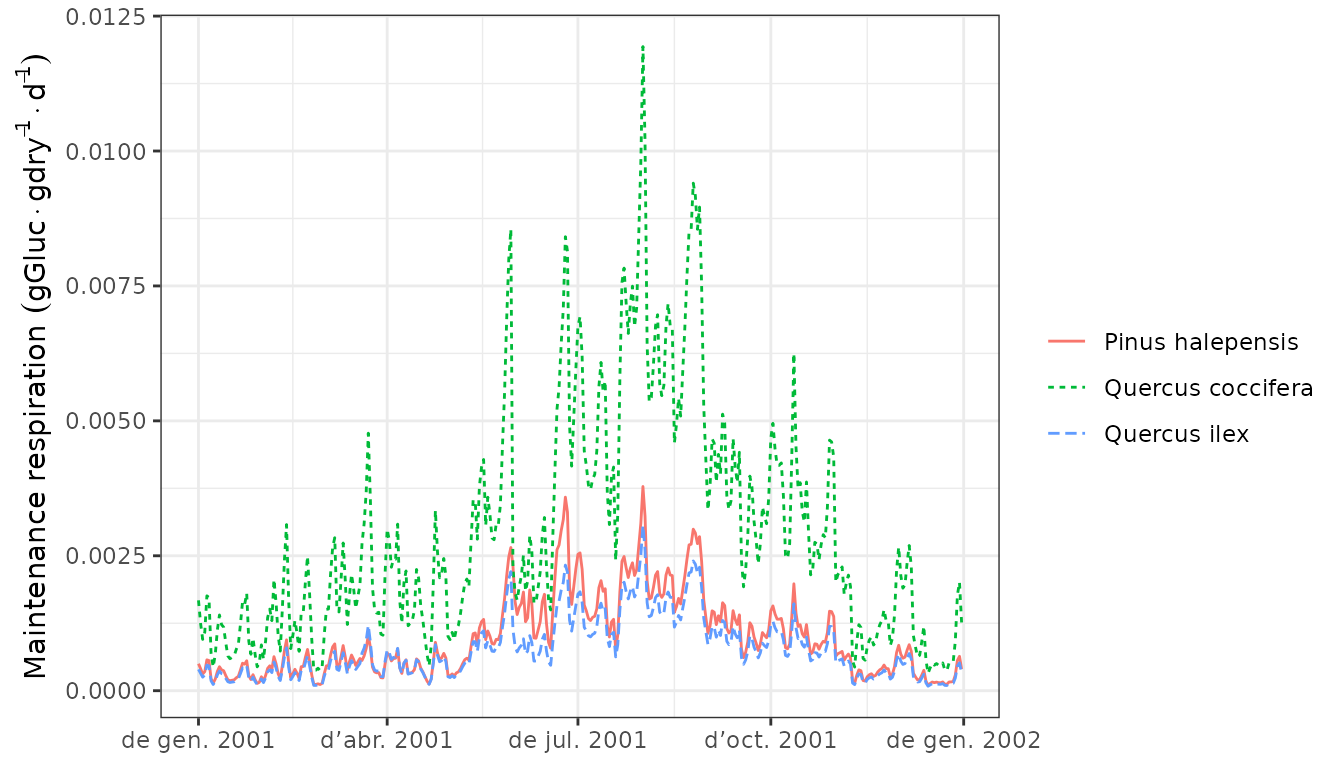 Maintenance respiration (gGluc · gdry⁻¹ · d⁻¹)
0.0125
0.0100
0.0075
0.0050
0.0025
0.0000
de gen. 2001 d’abr. 2001 de jul. 2001 d’oct. 2001 de gen. 2002
Pinus halepensis
Quercus coccifera
Quercus ilex